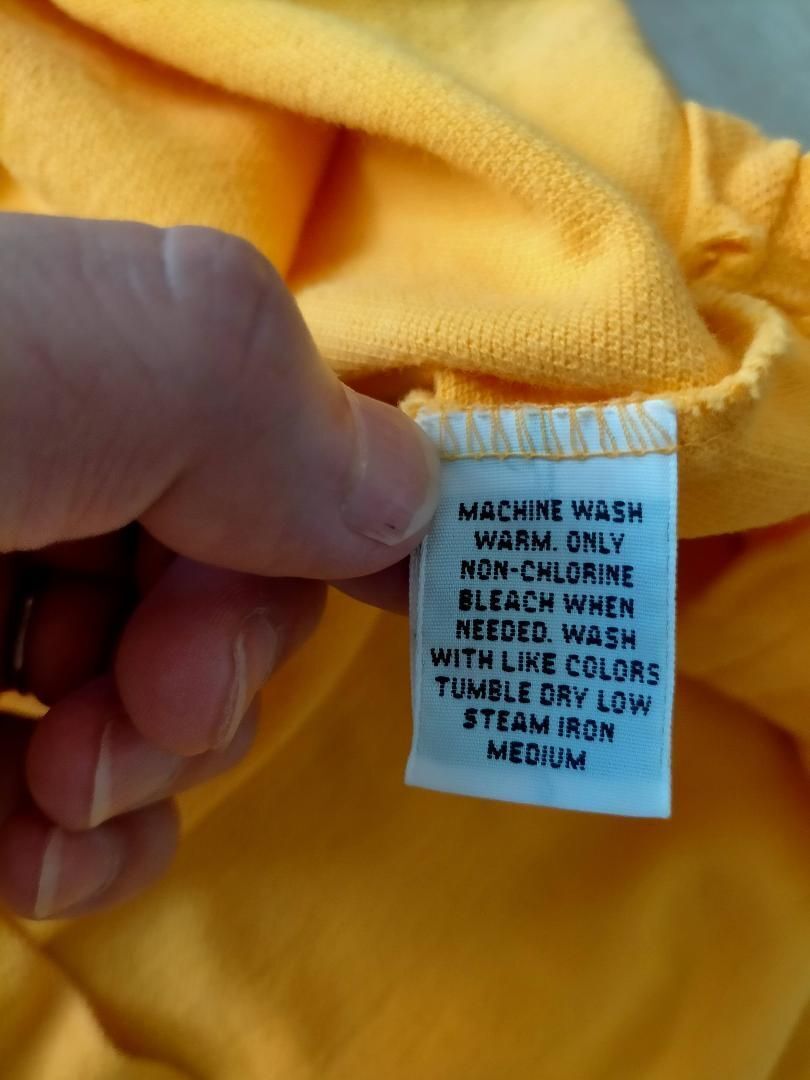 MACHINE WASH
WARM. ONLY
NON-CHLORINE
BLEACH WHEN
NEEDED. WASH
WITH LIKE COLORS
TUMBLE DRY LOW
STEAM IRON
MEDIUM